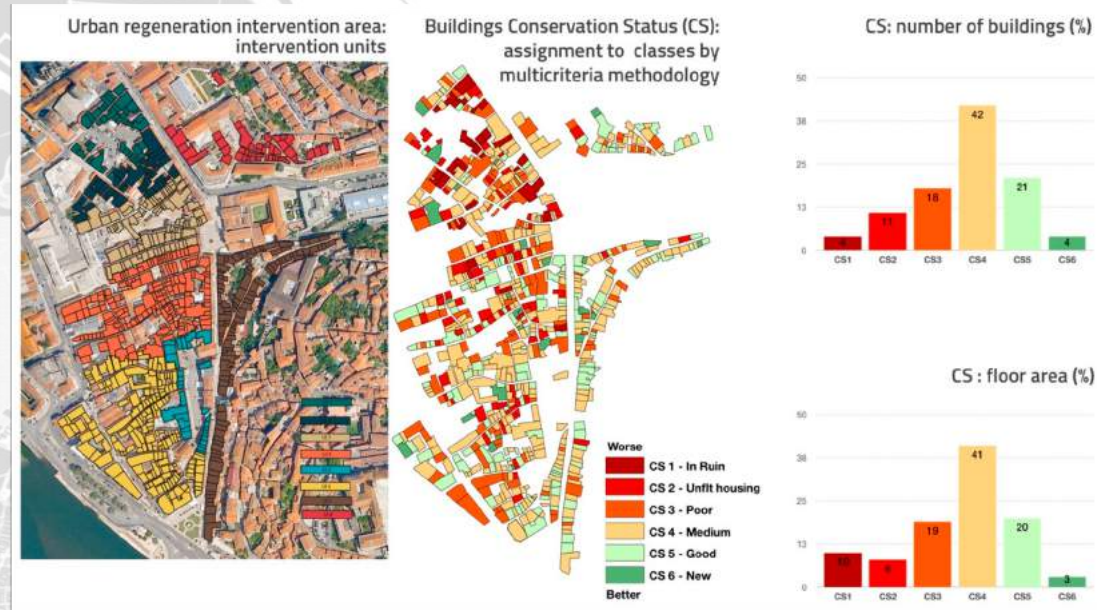 Urban regeneration intervention area:
intervention units
Buildings Conservation Status (CS):
assignment to classes by
multicriteria methodology
Worse
CS 1 - In Ruin
CS 2 - Unfit housing
CS 3 - Poor
CS 4 - Medium
CS 5 - Good
CS 6 - New
Better
CS: number of buildings (%)
50
38
25
13
0
4
11
18
42
21
4
CS1 CS2 CS3 CS4 CS5 CS6
CS : floor area (%)
50
38
25
13
0
10
8
19
41
20
3
CS1 CS2 CS3 CS4 CS5 CS6